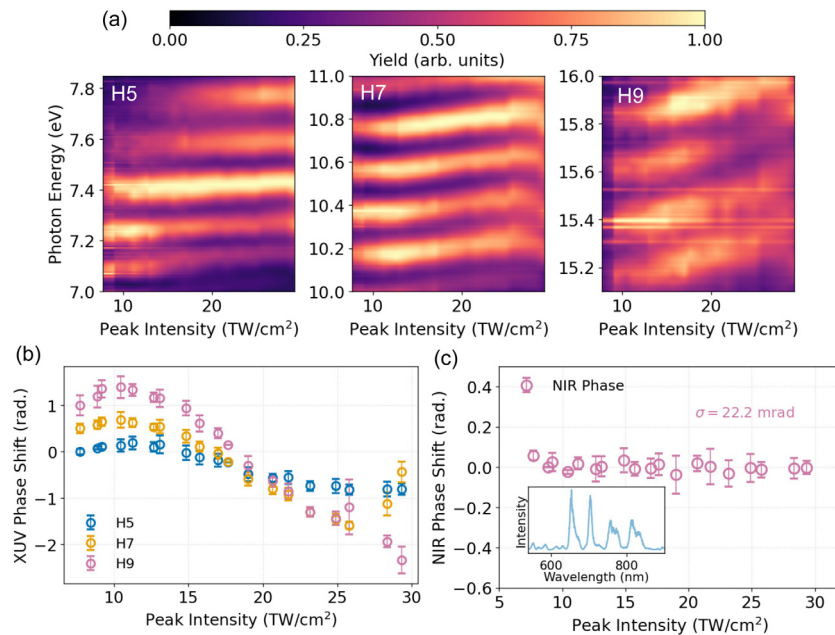 (a)
0.00 0.25 0.50 0.75 1.00
Yield (arb. units)
H5
H7
H9
Photon Energy (eV)
7.8
7.6
7.4
7.2
7.0
11.0
10.8
10.6
10.4
10.2
10.0
16.0
15.8
15.6
15.4
15.2
10 20
10 20
10 20
Peak Intensity (TW/cm²)
Peak Intensity (TW/cm²)
Peak Intensity (TW/cm²)
(b)
XUV Phase Shift (rad.)
1
0
−1
−2
H5
H7
H9
10 15 20 25 30
Peak Intensity (TW/cm²)
(c)
NIR Phase Shift (rad.)
0.4
0.2
0.0
−0.2
−0.4
−0.6
NIR Phase
σ = 22.2 mrad
Intensity
600 800
Wavelength (nm)
5 10 15 20 25 30
Peak Intensity (TW/cm²)